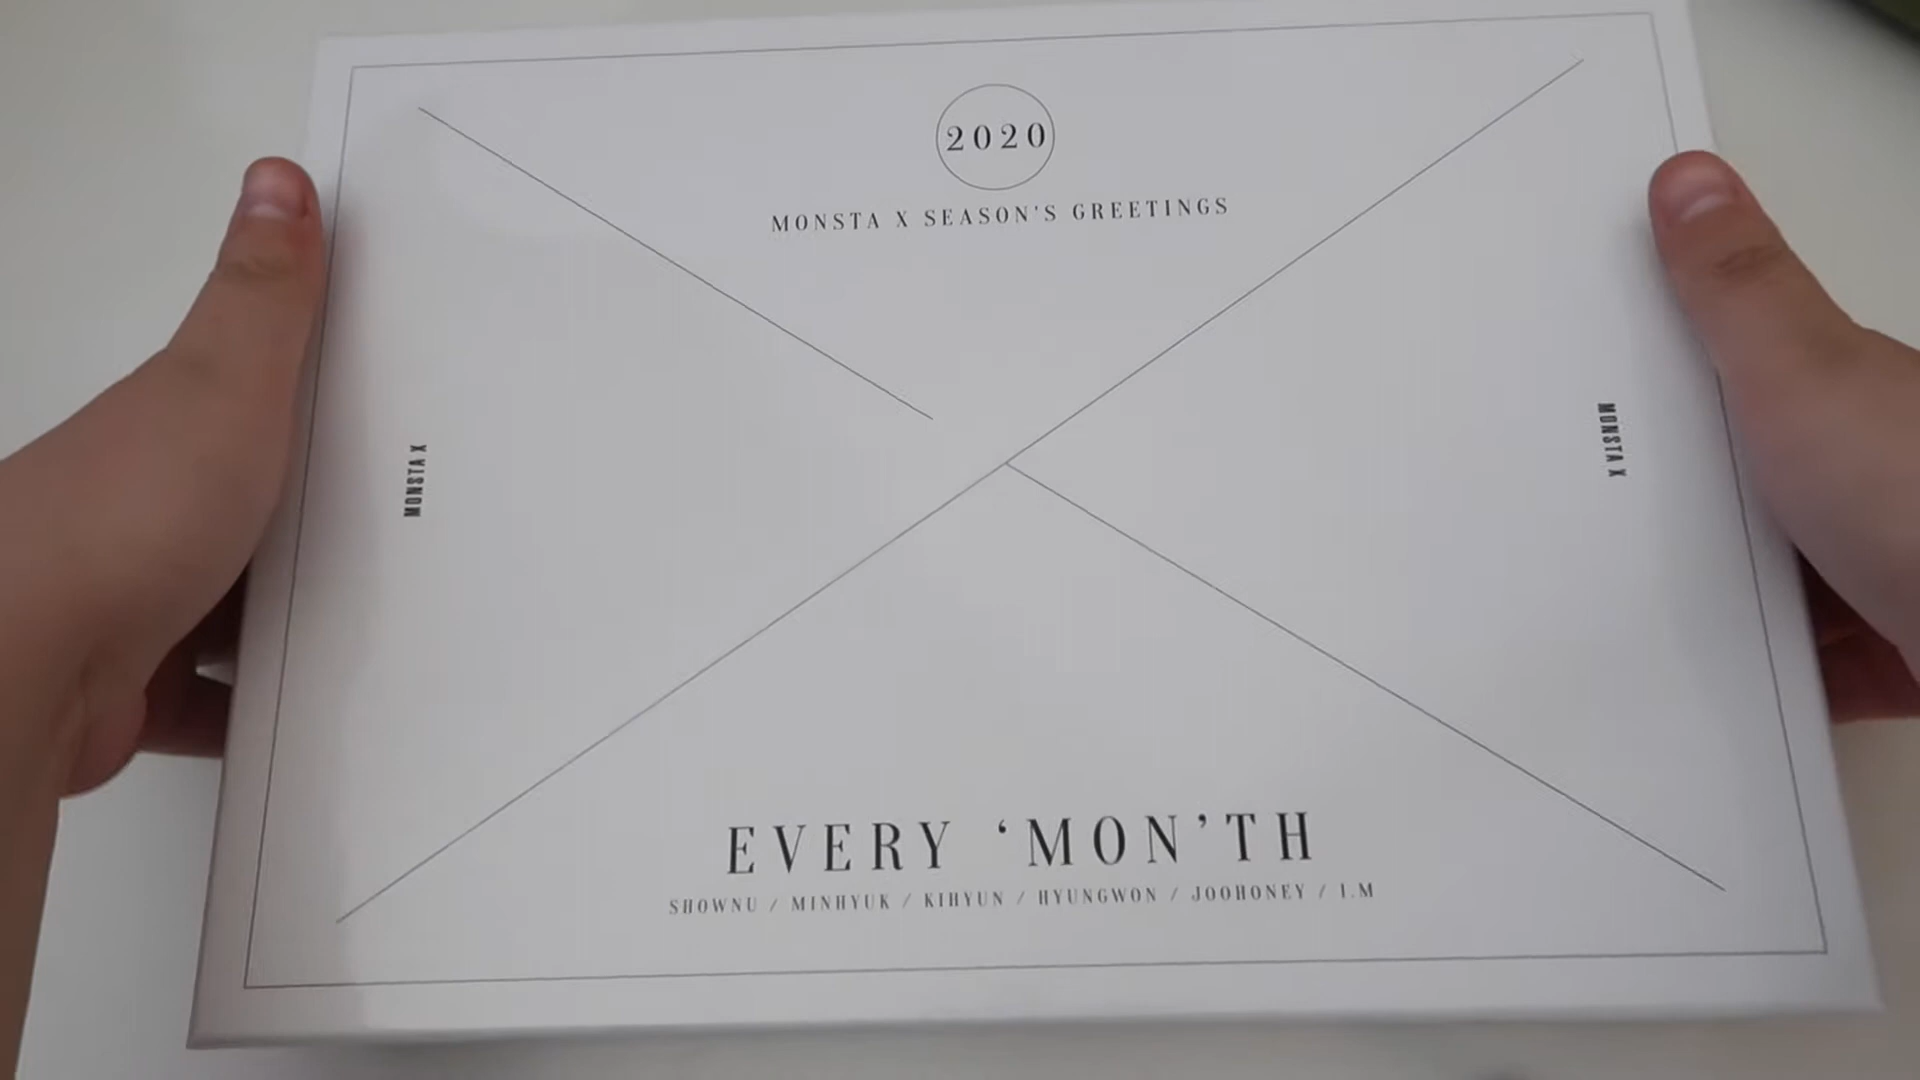 2020
MONSTA X SEASON'S GREETINGS
MONSTA X
MONSTA X
EVERY ‘MON’TH
SHOWNU / MINHYUK / KIHYUN / HYUNGWON / JOOHONEY / I.M